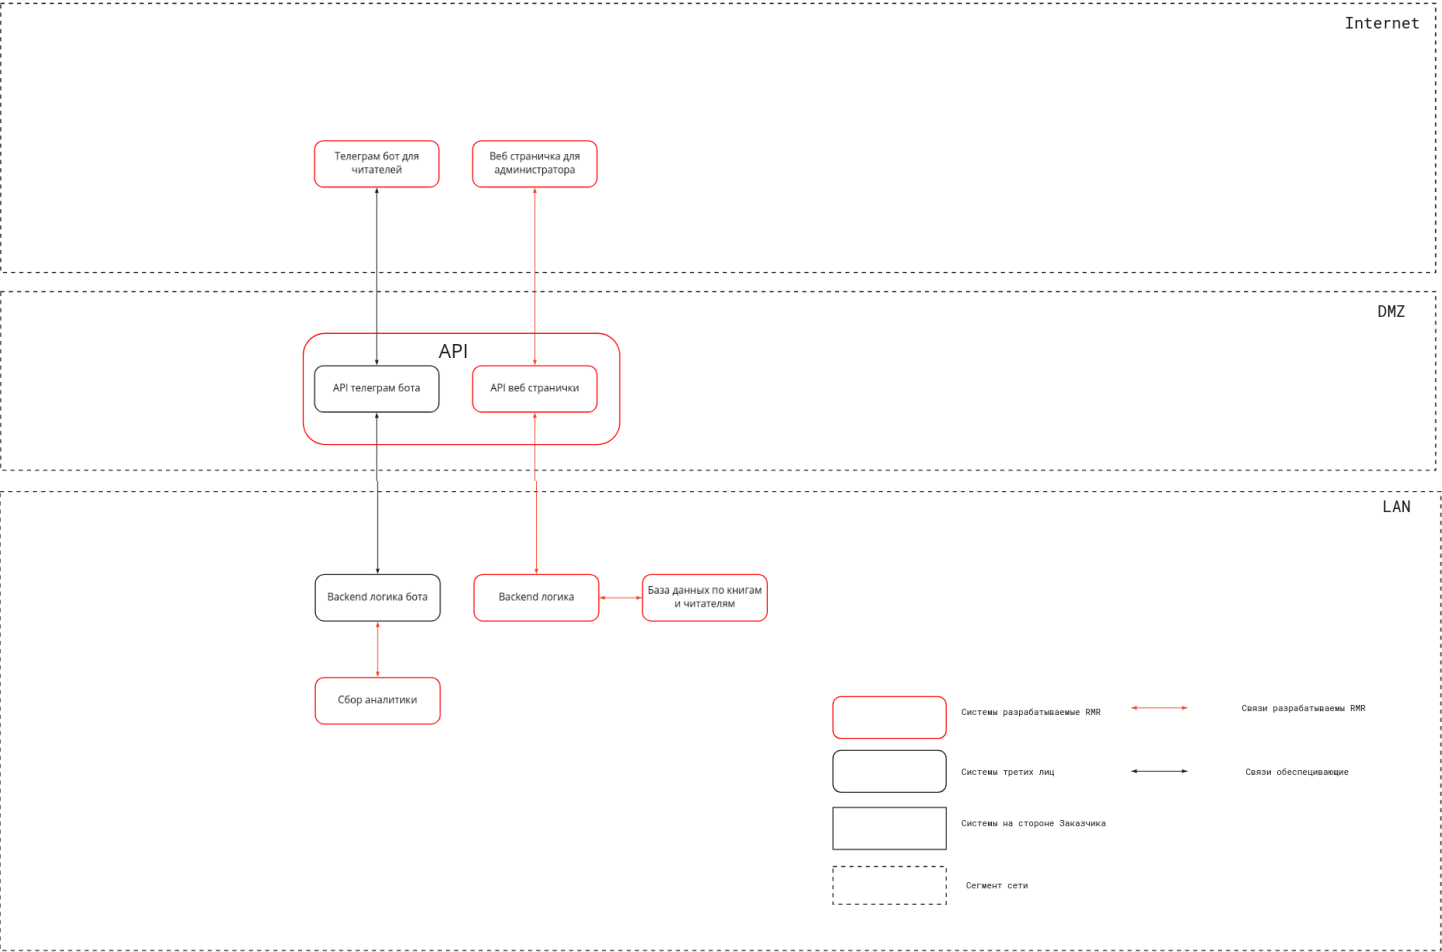 Internet
Телеграм бот для
читателей
Веб страничка для
администратора
DMZ
API
API телеграм бота
API веб странички
LAN
Backend логика бота
Backend логика
База данных по книгам
и читателям
Сбор аналитики
Системы разрабатываемые RMR
Связи разрабатываемы RMR
Системы третих лиц
Связи обеспецивающие
Системы на стороне Заказчика
Сегмент сети